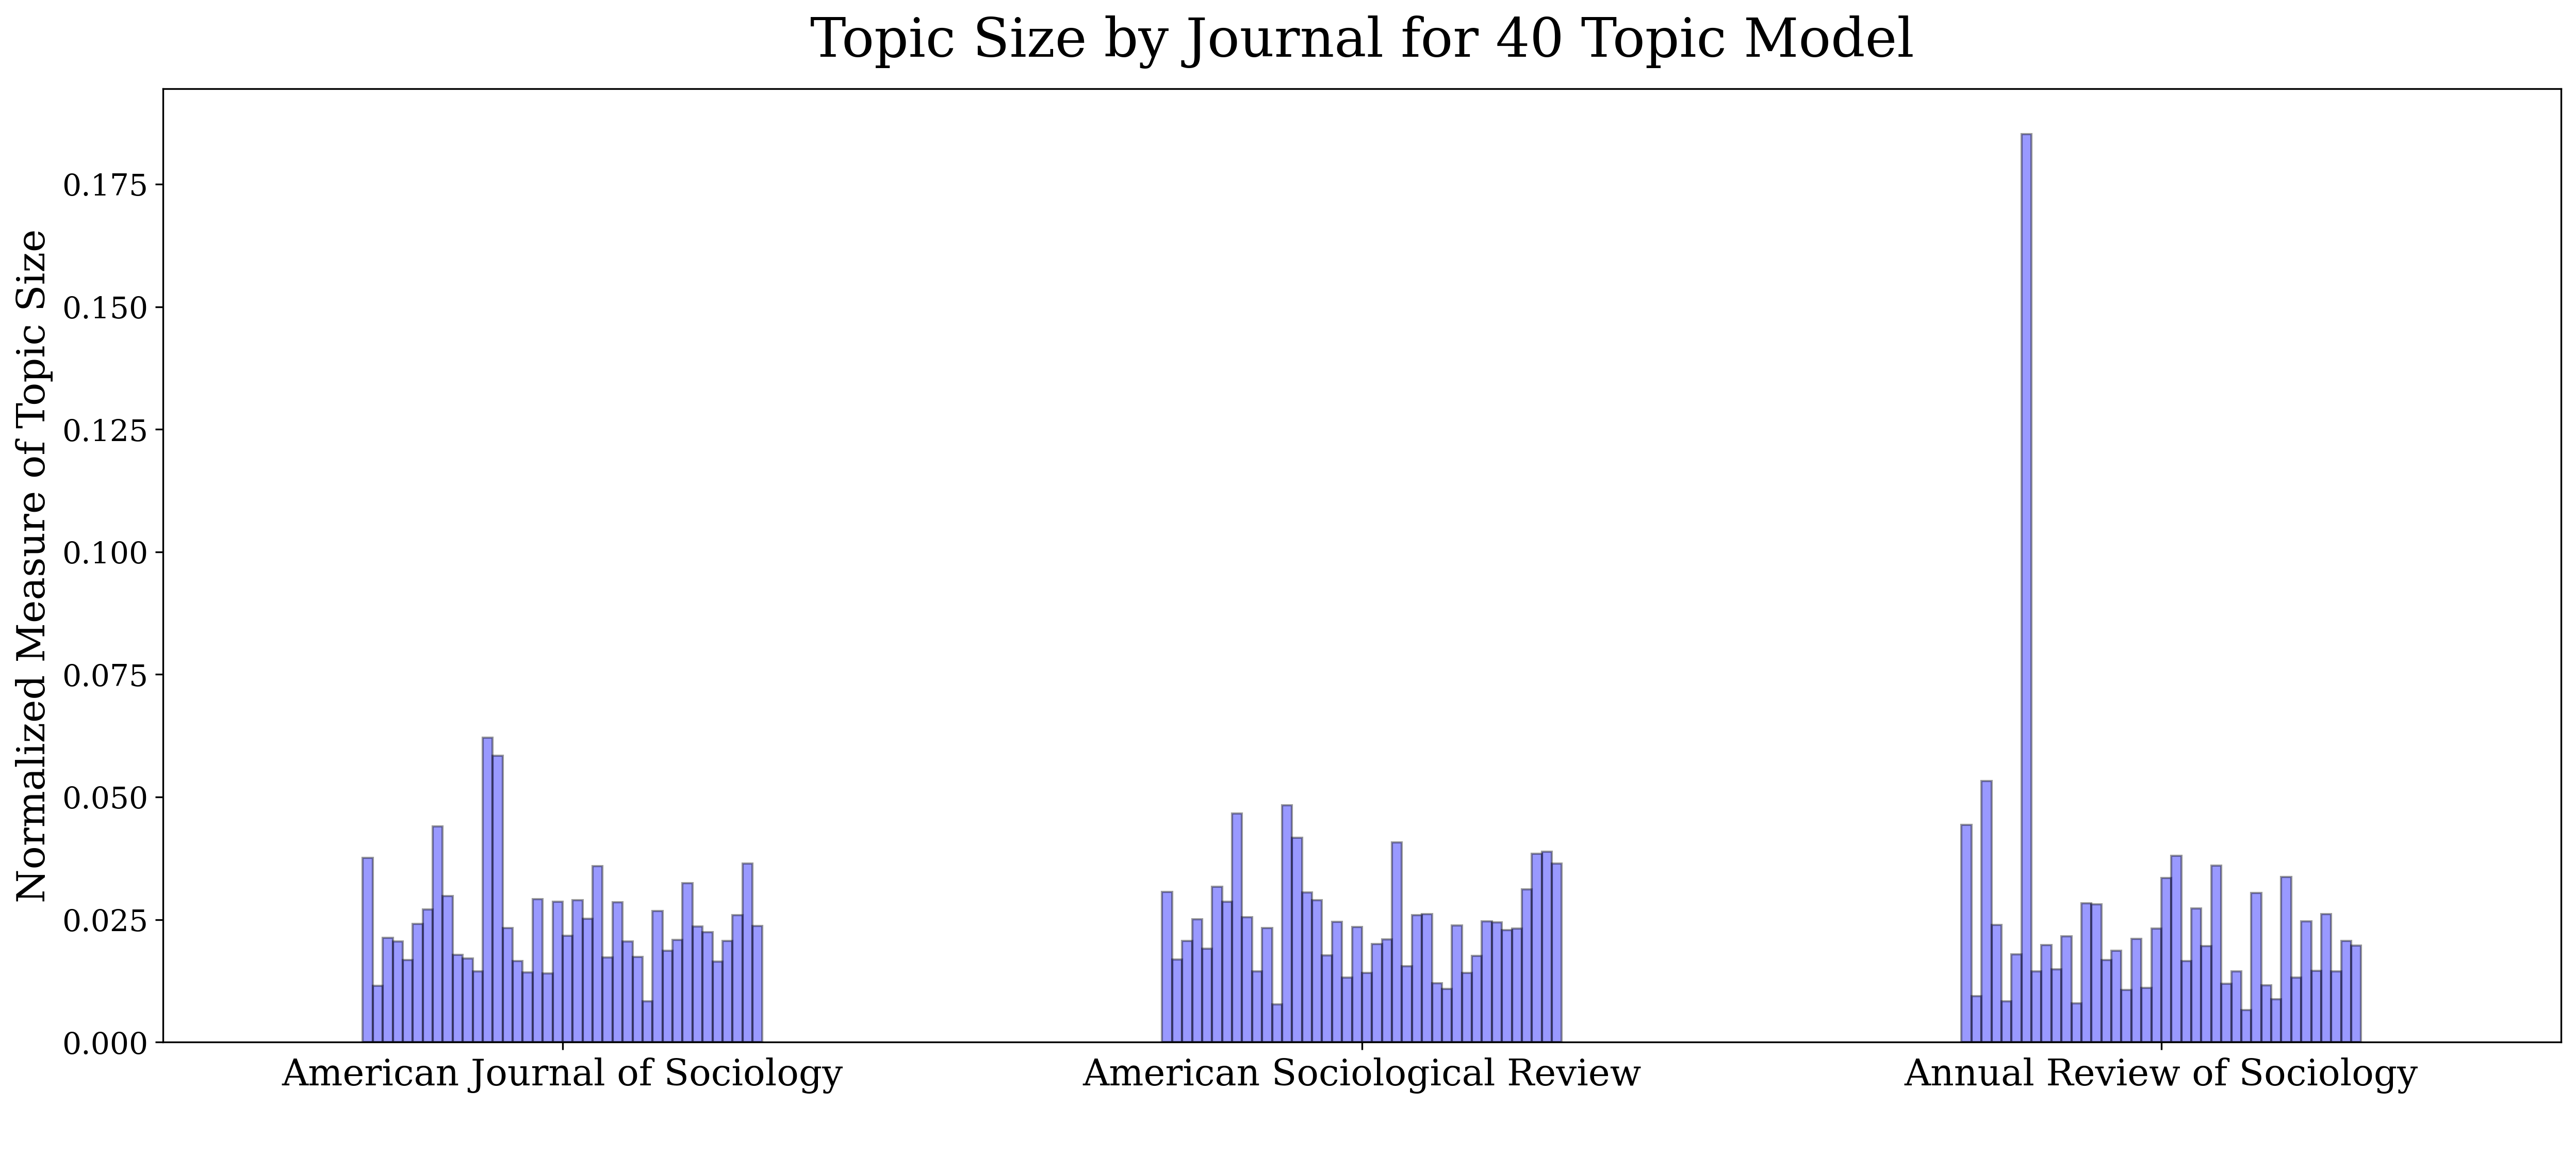 Topic Size by Journal for 40 Topic Model
Normalized Measure of Topic Size
0.175
0.150
0.125
0.100
0.075
0.050
0.025
0.000
American Journal of Sociology
American Sociological Review
Annual Review of Sociology